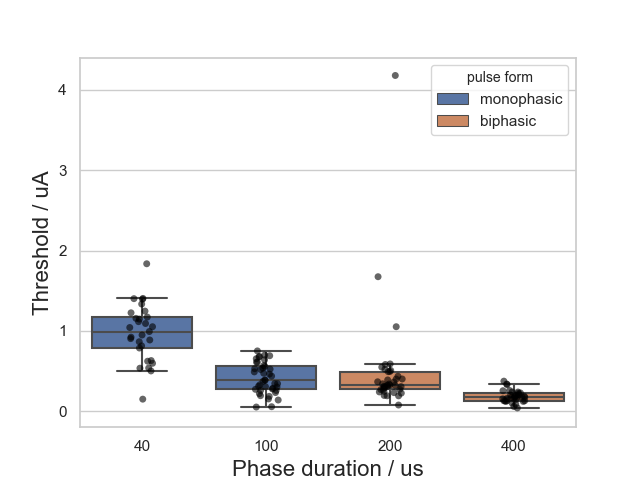 pulse form
monophasic
biphasic
Threshold / uA
4
3
2
1
0
40 100 200 400
Phase duration / us